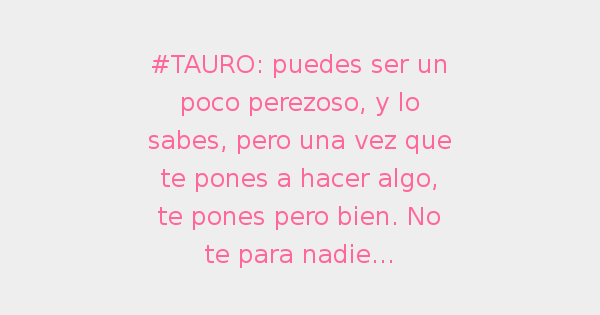 #TAURO: puedes ser un
poco perezoso, y lo
sabes, pero una vez que
te pones a hacer algo,
te pones pero bien. No
te para nadie...